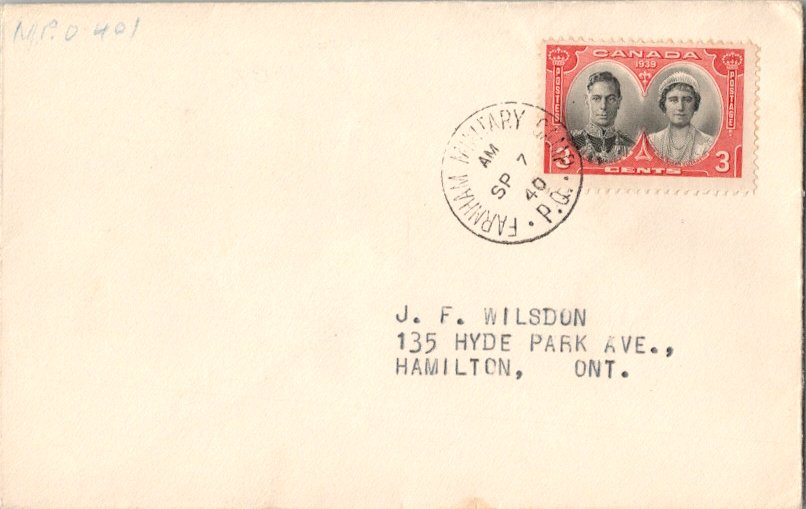 M.P.O 401
CANADA
1939
POSTES
POSTAGE
3
3
CENTS
FARNHAM MILITARY CAMP. P.Q.
AM
SP 7
40
J. F. WILSDON
135 HYDE PARK AVE.,
HAMILTON, ONT.